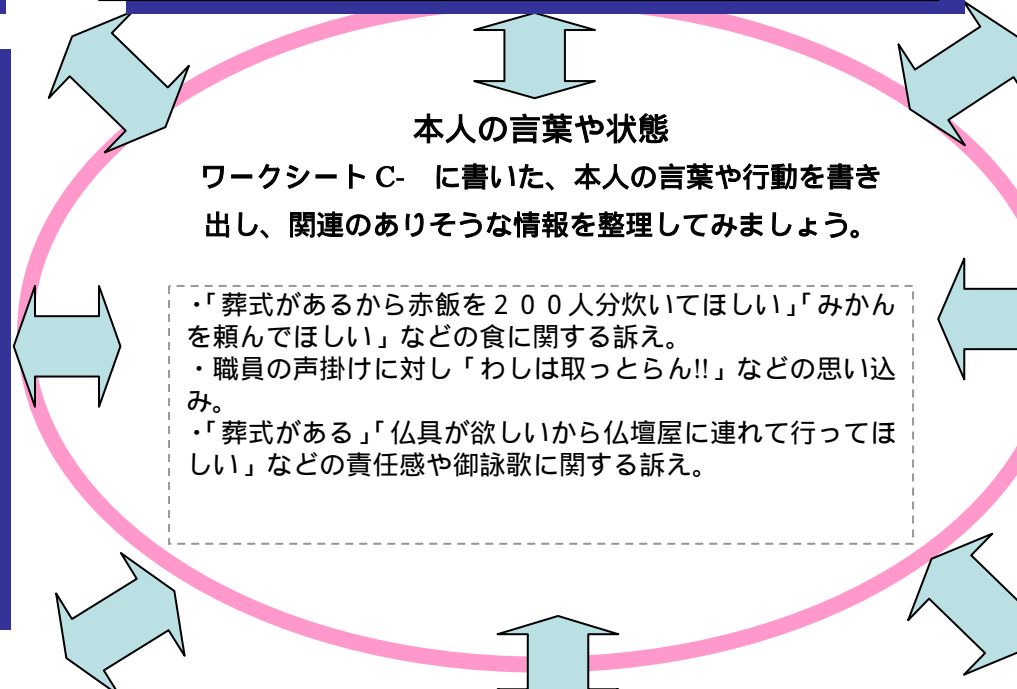 本人の言葉や状態
ワークシート C-　に書いた、本人の言葉や行動を書き
出し、関連のありそうな情報を整理してみましょう。
・「葬式があるから赤飯を２００人分炊いてほしい」「みかん
を頼んでほしい」などの食に関する訴え。
・職員の声掛けに対し「わしは取っとらん!!」などの思い込
み。
・「葬式がある」「仏具が欲しいから仏壇屋に連れて行ってほ
しい」などの責任感や御詠歌に関する訴え。